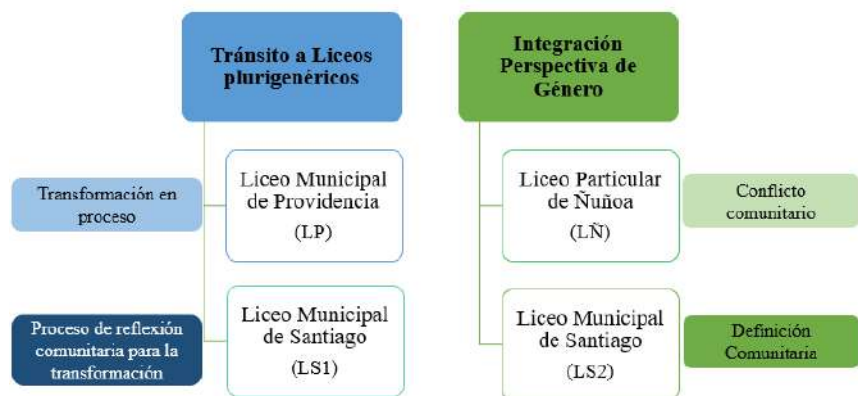 Tránsito a Liceos
plurigenéricos
Integración
Perspectiva de
Género
Transformación en
proceso
Liceo Municipal
de Providencia
(LP)
Liceo Particular
de Ñuñoa
(LÑ)
Conflicto
comunitario
Proceso de reflexión
comunitaria para la
transformación
Liceo Municipal
de Santiago
(LS1)
Liceo Municipal
de Santiago
(LS2)
Definición
Comunitaria